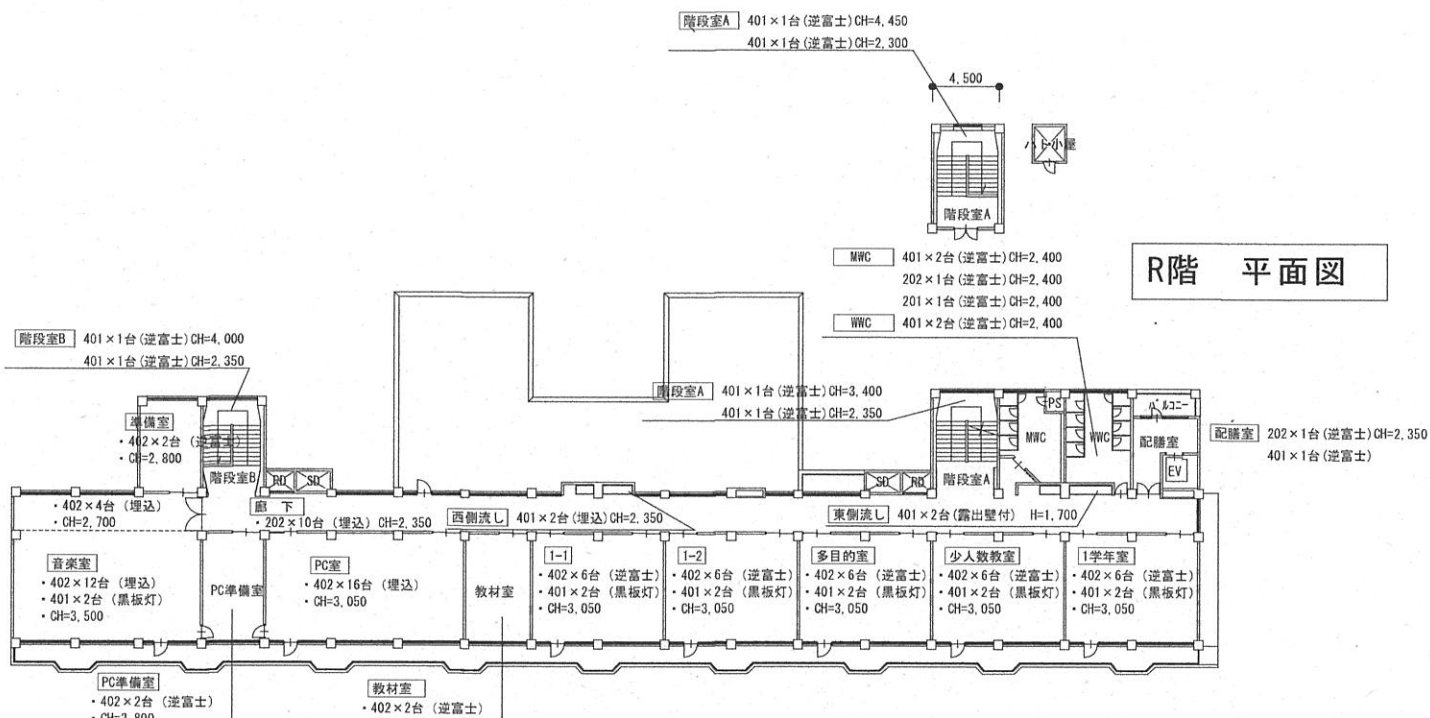 階段室A 401×1台(逆富士)CH=4,450
401×1台(逆富士)CH=2,300
4,500
ハト小屋
階段室A
R階 平面図
MWC 401×2台(逆富士)CH=2,400
202×1台(逆富士)CH=2,400
201×1台(逆富士)CH=2,400
WWC 401×2台(逆富士)CH=2,400
階段室B 401×1台(逆富士)CH=4,000
401×1台(逆富士)CH=2,350
階段室A 401×1台(逆富士)CH=3,400
401×1台(逆富士)CH=2,350
準備室
・402×2台(逆富士)
・CH=2,800
階段室B
RD SD
SD RD
階段室A
MWC
PS
WWC
バルコニー
配膳室
EV
配膳室 202×1台(逆富士)CH=2,350
401×1台(逆富士)
・402×4台(埋込)
・CH=2,700
廊下
・202×10台(埋込) CH=2,350
西側流し 401×2台(埋込)CH=2,350
東側流し 401×2台(露出壁付) H=1,700
音楽室
・402×12台(埋込)
・401×2台(黒板灯)
・CH=3,500
PC準備室
PC室
・402×16台(埋込)
・CH=3,050
教材室
1-1
・402×6台(逆富士)
・401×2台(黒板灯)
・CH=3,050
1-2
・402×6台(逆富士)
・401×2台(黒板灯)
・CH=3,050
多目的室
・402×6台(逆富士)
・401×2台(黒板灯)
・CH=3,050
少人数教室
・402×6台(逆富士)
・401×2台(黒板灯)
・CH=3,050
1学年室
・402×6台(逆富士)
・401×2台(黒板灯)
・CH=3,050
PC準備室
・402×2台(逆富士)
・CH=2,800
教材室
・402×2台(逆富士)